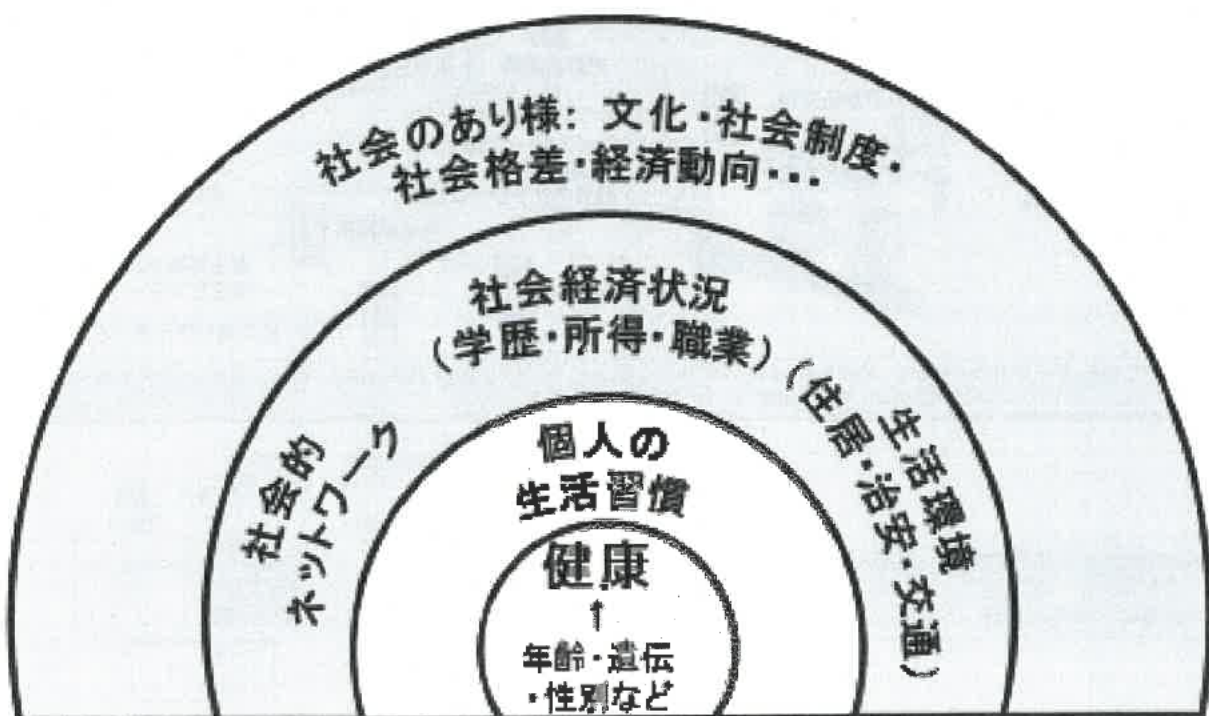 社会のあり様: 文化・社会制度・
社会格差・経済動向・・・
社会経済状況
(学歴・所得・職業)
社会的
ネットワーク
生活環境
(住居・治安・交通)
個人の
生活習慣
健康
↑
年齢・遺伝
・性別など